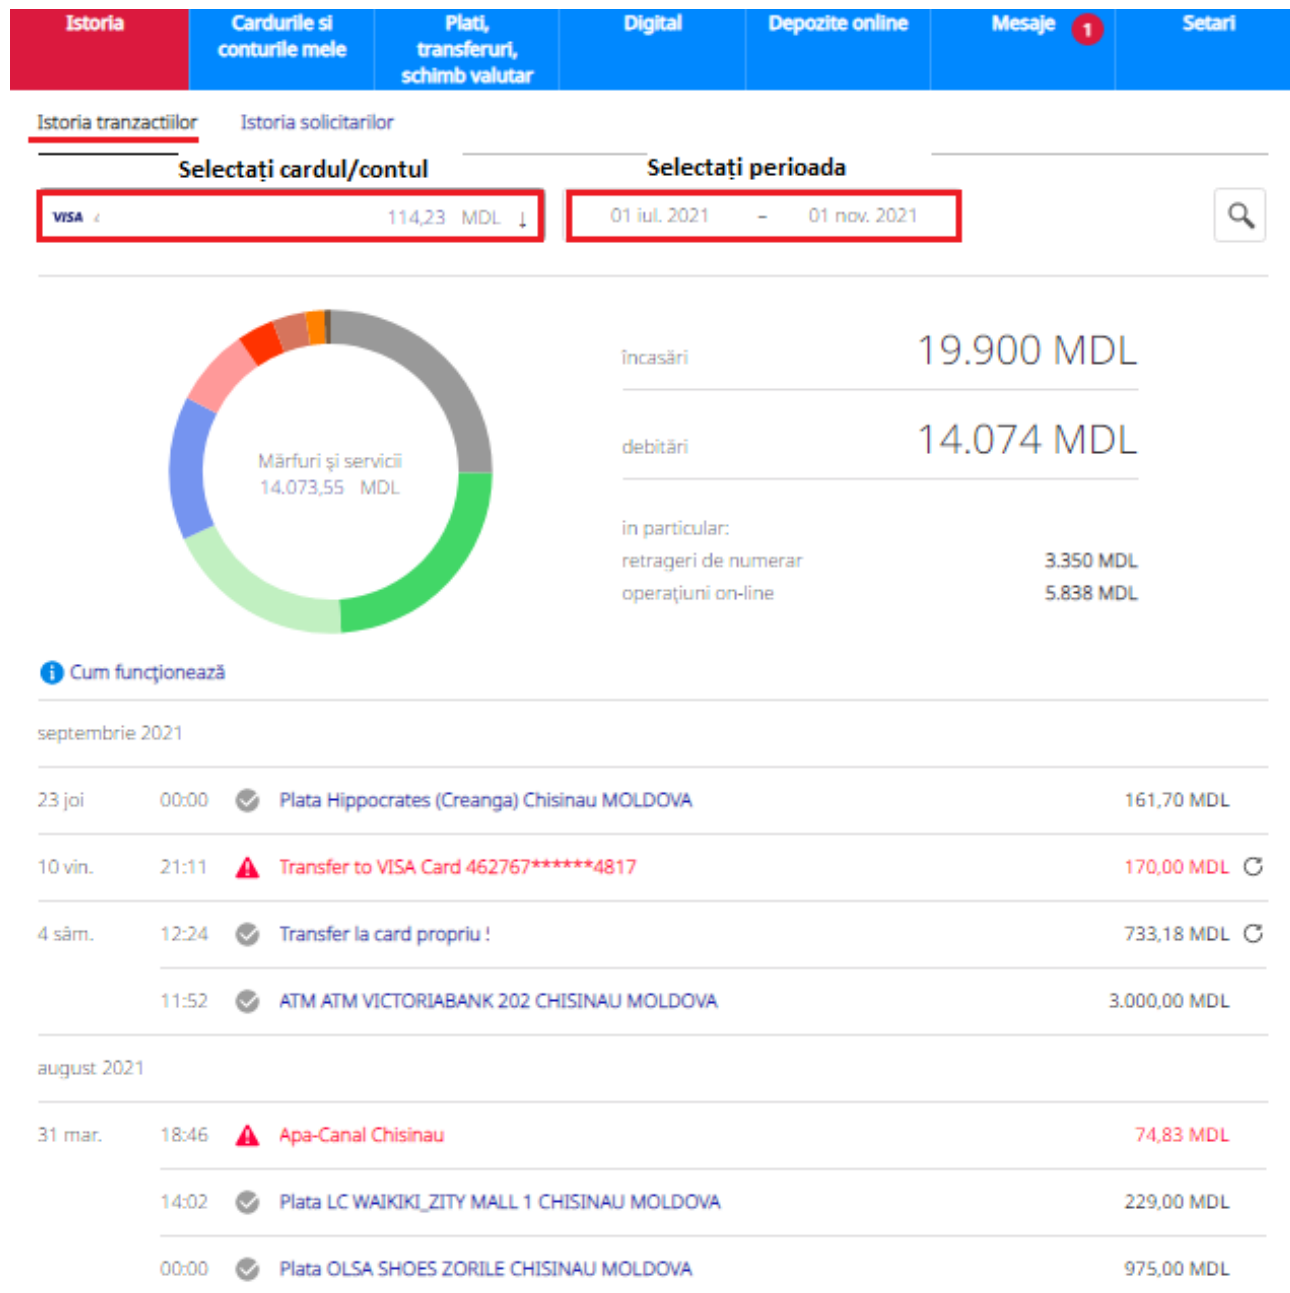 Istoria
Cardurile si
conturile mele
Plati,
transferuri,
schimb valutar
Digital
Depozite online
Mesaje 1
Setari
Istoria tranzactiilor Istoria solicitarilor
Selectați cardul/contul Selectați perioada
VISA 114,23 MDL ↓ 01 iul. 2021 – 01 nov. 2021
Mărfuri şi servicii
14.073,55 MDL
încasări 19.900 MDL
debitări 14.074 MDL
in particular:
retrageri de numerar 3.350 MDL
operaţiuni on-line 5.838 MDL
i Cum funcţionează
septembrie 2021
23 joi 00:00 Plata Hippocrates (Creanga) Chisinau MOLDOVA 161,70 MDL
10 vin. 21:11 Transfer to VISA Card 462767******4817 170,00 MDL
4 sâm. 12:24 Transfer la card propriu ! 733,18 MDL
11:52 ATM ATM VICTORIABANK 202 CHISINAU MOLDOVA 3.000,00 MDL
august 2021
31 mar. 18:46 Apa-Canal Chisinau 74,83 MDL
14:02 Plata LC WAIKIKI_ZITY MALL 1 CHISINAU MOLDOVA 229,00 MDL
00:00 Plata OLSA SHOES ZORILE CHISINAU MOLDOVA 975,00 MDL